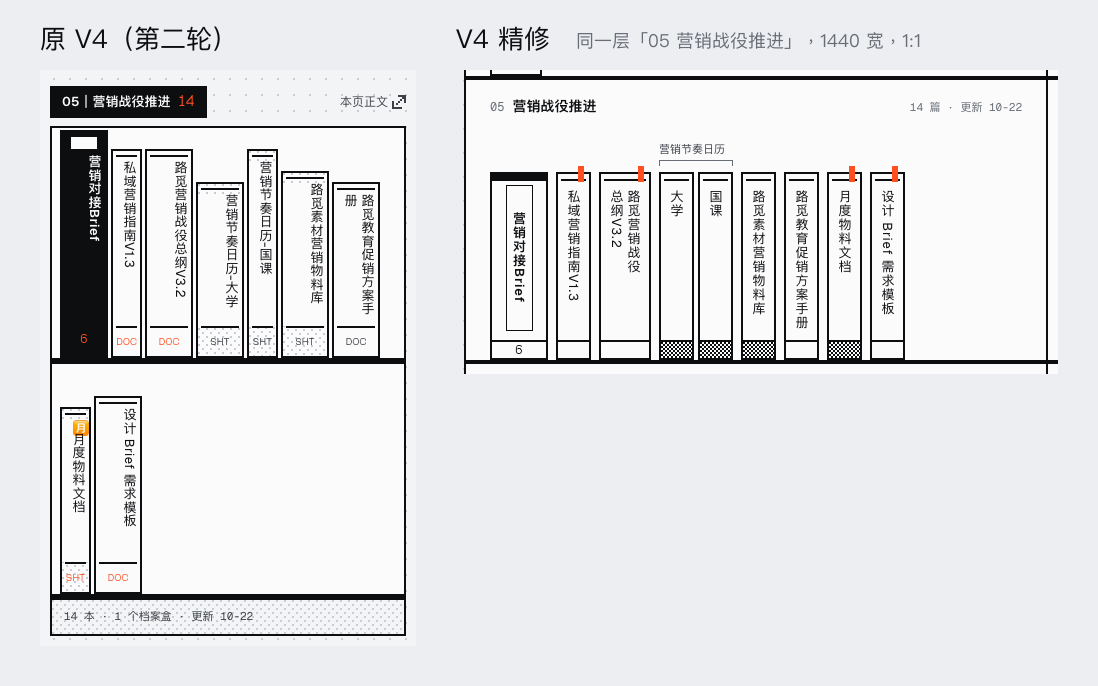 原 V4（第二轮）
05 | 营销战役推进 14
本页正文
营销对接Brief
6
私域营销指南V1.3
DOC
路觅营销战役总纲V3.2
DOC
营销节奏日历-大学
SHT
营销节奏日历-国课
SHT
路觅素材营销物料库
SHT
路觅教育促销方案手
册
DOC
月
月度物料文档
SHT
设计 Brief 需求模板
DOC
14 本 · 1 个档案盒 · 更新 10-22
V4 精修
同一层「05 营销战役推进」，1440 宽，1:1
05 营销战役推进
14 篇 · 更新 10-22
营销节奏日历
营销对接Brief
6
私域营销指南V1.3
路觅营销战役
总纲V3.2
大学
国课
路觅素材营销物料库
路觅教育促销方案手册
月度物料文档
设计 Brief 需求模板